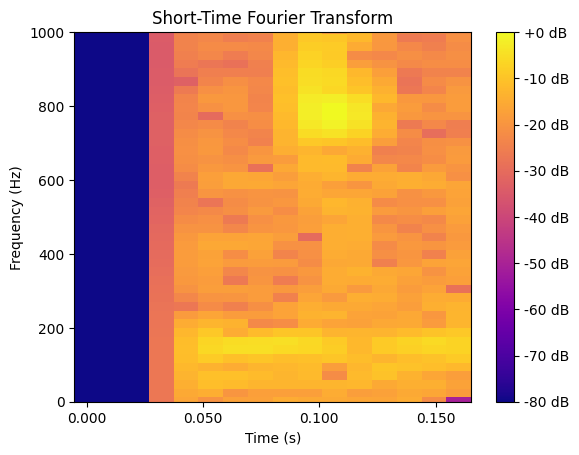 Short-Time Fourier Transform
1000
800
600
400
200
0
Frequency (Hz)
0.000
0.050
0.100
0.150
Time (s)
+0 dB
-10 dB
-20 dB
-30 dB
-40 dB
-50 dB
-60 dB
-70 dB
-80 dB